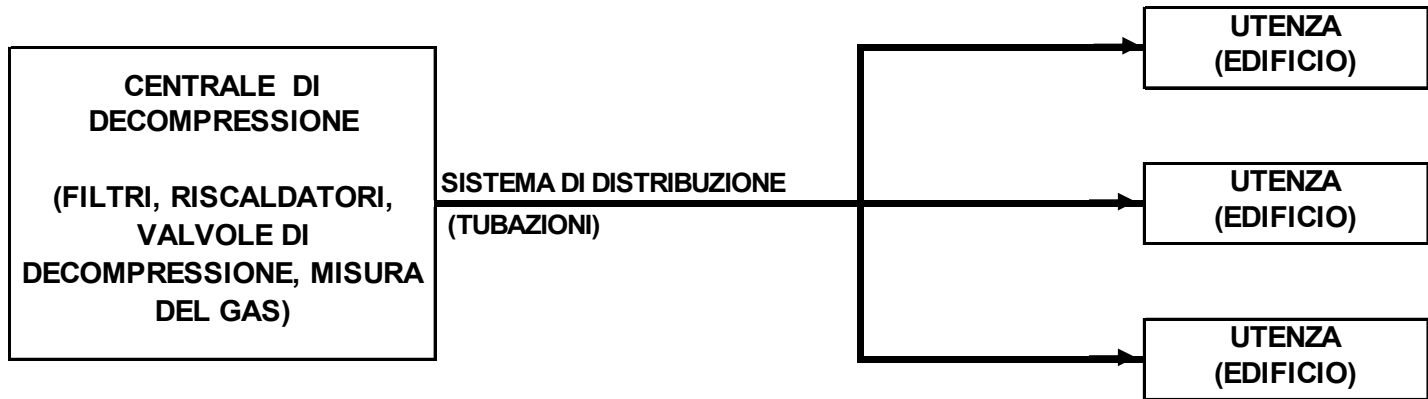 CENTRALE DI
DECOMPRESSIONE
(FILTRI, RISCALDATORI,
VALVOLE DI
DECOMPRESSIONE, MISURA
DEL GAS)
SISTEMA DI DISTRIBUZIONE
(TUBAZIONI)
UTENZA
(EDIFICIO)
UTENZA
(EDIFICIO)
UTENZA
(EDIFICIO)